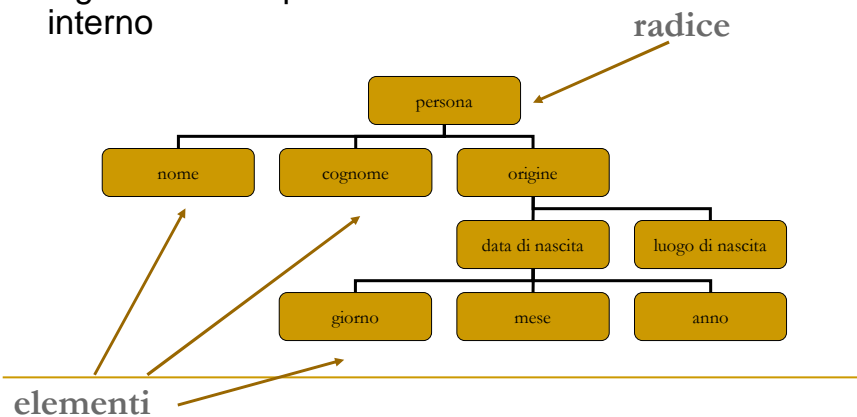 interno
radice
persona
nome cognome origine
data di nascita luogo di nascita
giorno mese anno
elementi